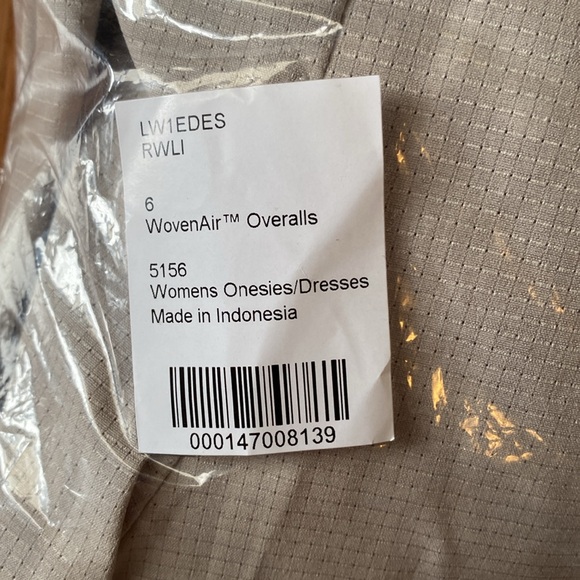 LW1EDES
RWLI
6
WovenAir™ Overalls
5156
Womens Onesies/Dresses
Made in Indonesia
000147008139